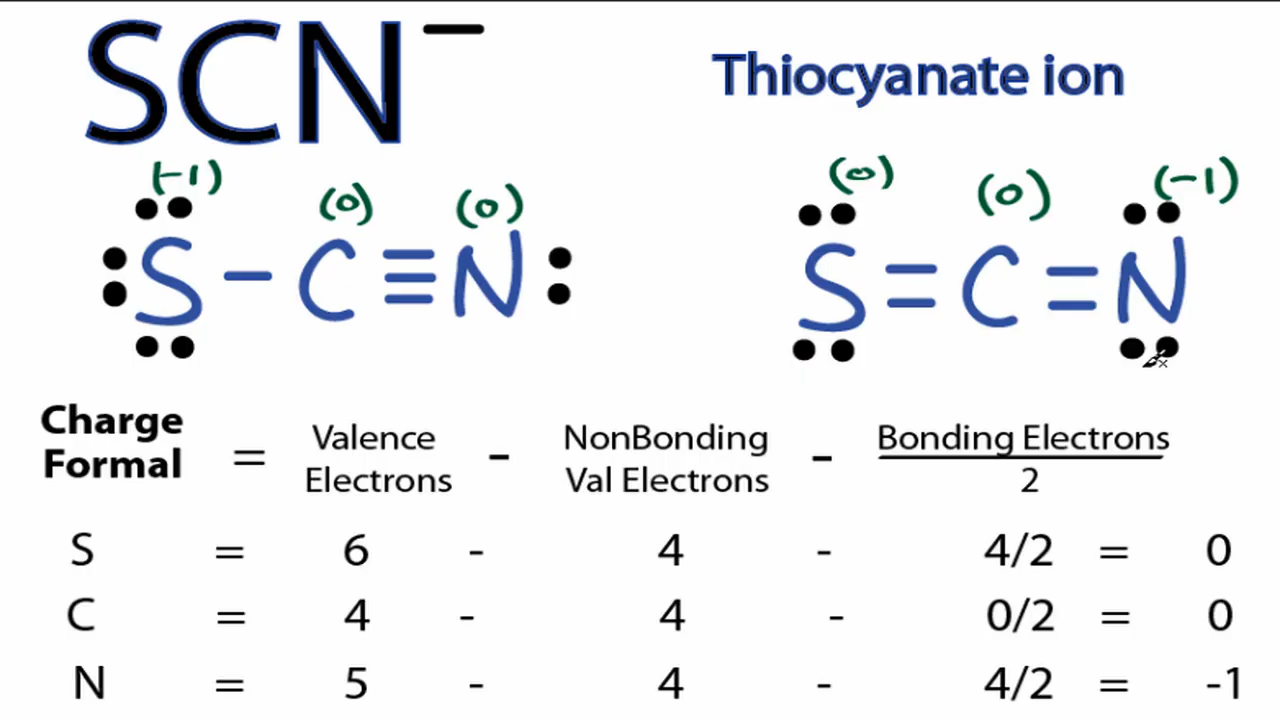 SCN⁻
Thiocyanate ion
(-1) (0) (0)
S - C ≡ N
(0) (0) (-1)
S = C = N
Charge
Formal = Valence Electrons - NonBonding Val Electrons - Bonding Electrons / 2
S = 6 - 4 - 4/2 = 0
C = 4 - 4 - 0/2 = 0
N = 5 - 4 - 4/2 = -1